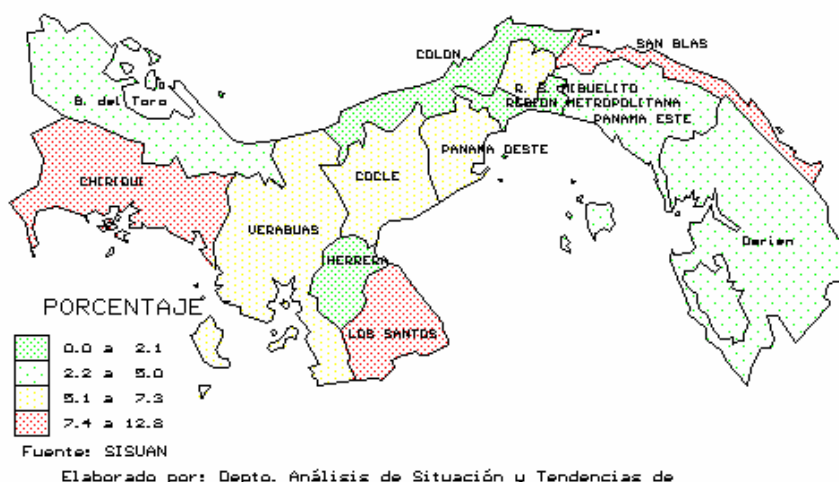 COLON
SAN BLAS
R. S. MIGUELITO
B. del Toro
REGION METROPOLITANA
PANAMA ESTE
PANAMA OESTE
CHIRIQUI
COCLE
VERAGUAS
Darien
HERRERA
LOS SANTOS
PORCENTAJE
0.0 a 2.1
2.2 a 5.0
5.1 a 7.3
7.4 a 12.8
Fuente: SISVAN
Elaborado por: Depto. Análisis de Situación y Tendencias de